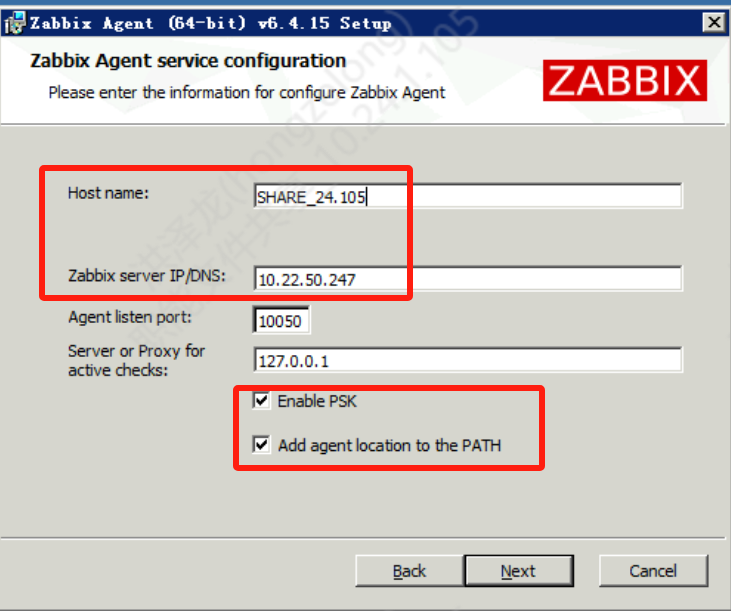 Zabbix Agent (64-bit) v6.4.15 Setup
Zabbix Agent service configuration
Please enter the information for configure Zabbix Agent
ZABBIX
Host name:
SHARE_24.105
Zabbix server IP/DNS:
10.22.50.247
Agent listen port:
10050
Server or Proxy for
active checks:
127.0.0.1
Enable PSK
Add agent location to the PATH
Back
Next
Cancel